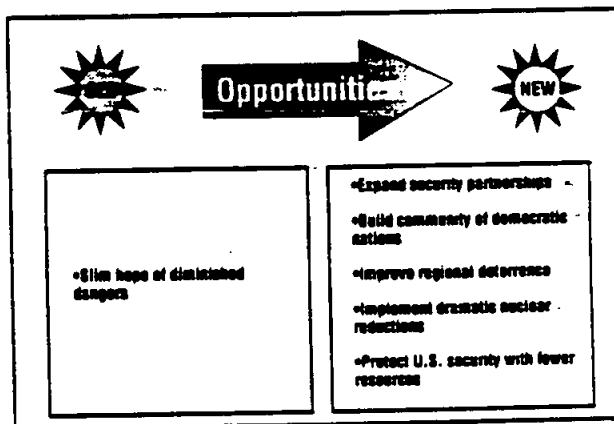 Opportunities
NEW
•Slim hope of diminished
dangers
•Expand security partnerships
•Build community of democratic
nations
•Improve regional deterrence
•Implement dramatic nuclear
reductions
•Protect U.S. security with fewer
resources